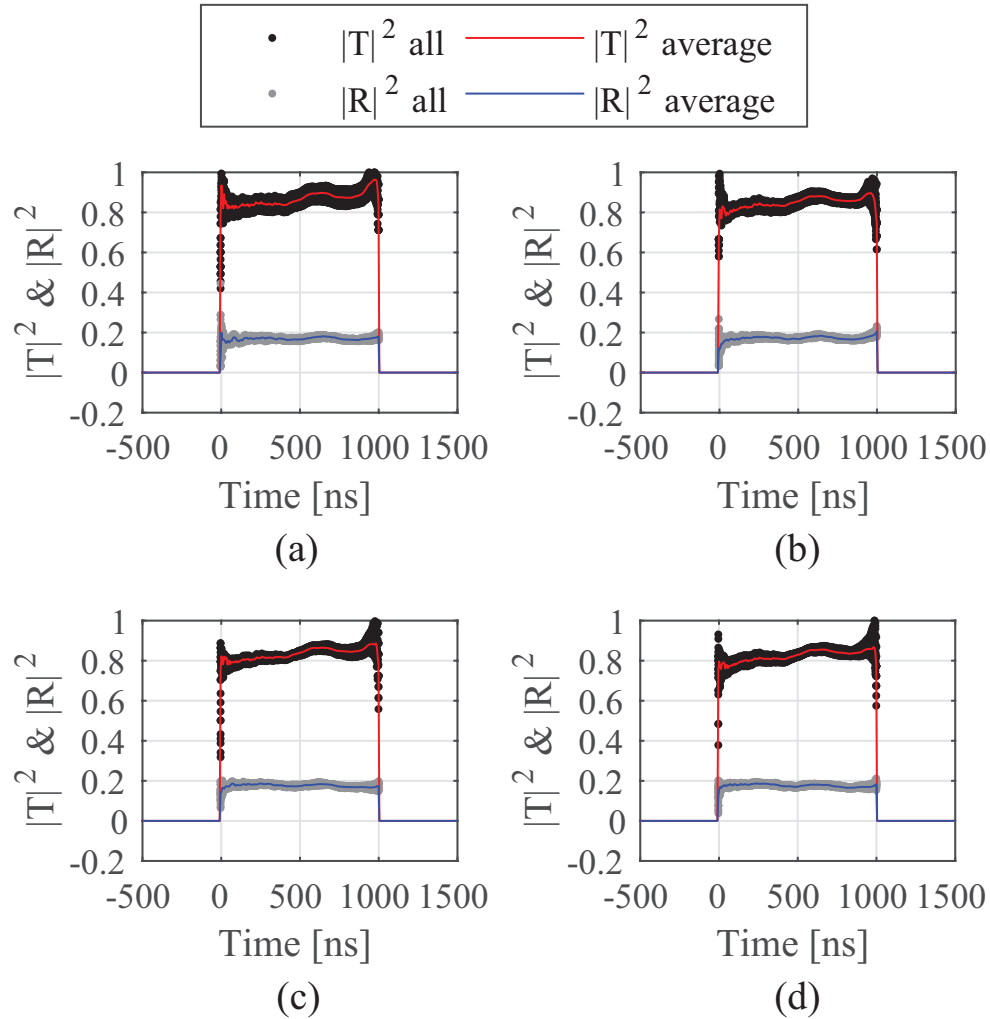 |T|² all |T|² average
|R|² all |R|² average
1 1
0.8 0.8
0.6 0.6
0.4 0.4
0.2 0.2
0 0
-0.2 -0.2
|T|² & |R|² |T|² & |R|²
-500 0 500 1000 1500 -500 0 500 1000 1500
Time [ns] Time [ns]
(a) (b)
1 1
0.8 0.8
0.6 0.6
0.4 0.4
0.2 0.2
0 0
-0.2 -0.2
|T|² & |R|² |T|² & |R|²
-500 0 500 1000 1500 -500 0 500 1000 1500
Time [ns] Time [ns]
(c) (d)